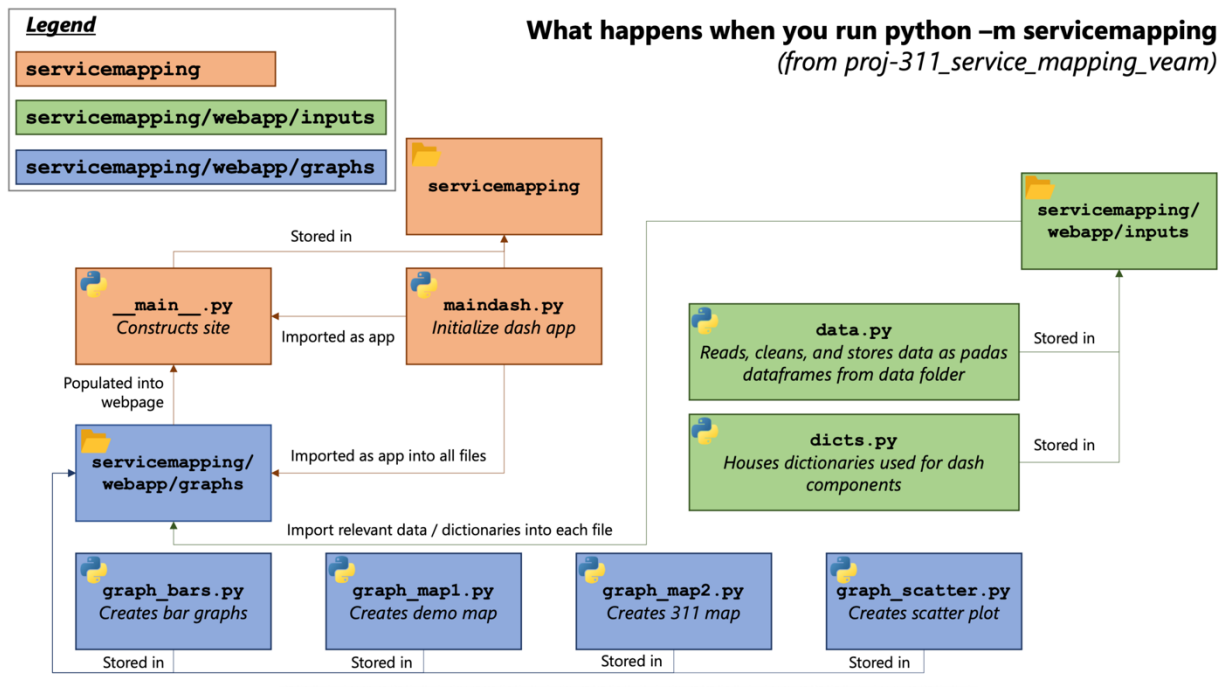 Legend
servicemapping
servicemapping/webapp/inputs
servicemapping/webapp/graphs
What happens when you run python –m servicemapping
(from proj-311_service_mapping_veam)
servicemapping
servicemapping/
webapp/inputs
Stored in
__main__.py
Constructs site
Imported as app
maindash.py
Initialize dash app
data.py
Reads, cleans, and stores data as padas
dataframes from data folder
Stored in
Populated into
webpage
dicts.py
Houses dictionaries used for dash
components
Stored in
servicemapping/
webapp/graphs
Imported as app into all files
Import relevant data / dictionaries into each file
graph_bars.py
Creates bar graphs
graph_map1.py
Creates demo map
graph_map2.py
Creates 311 map
graph_scatter.py
Creates scatter plot
Stored in
Stored in
Stored in
Stored in